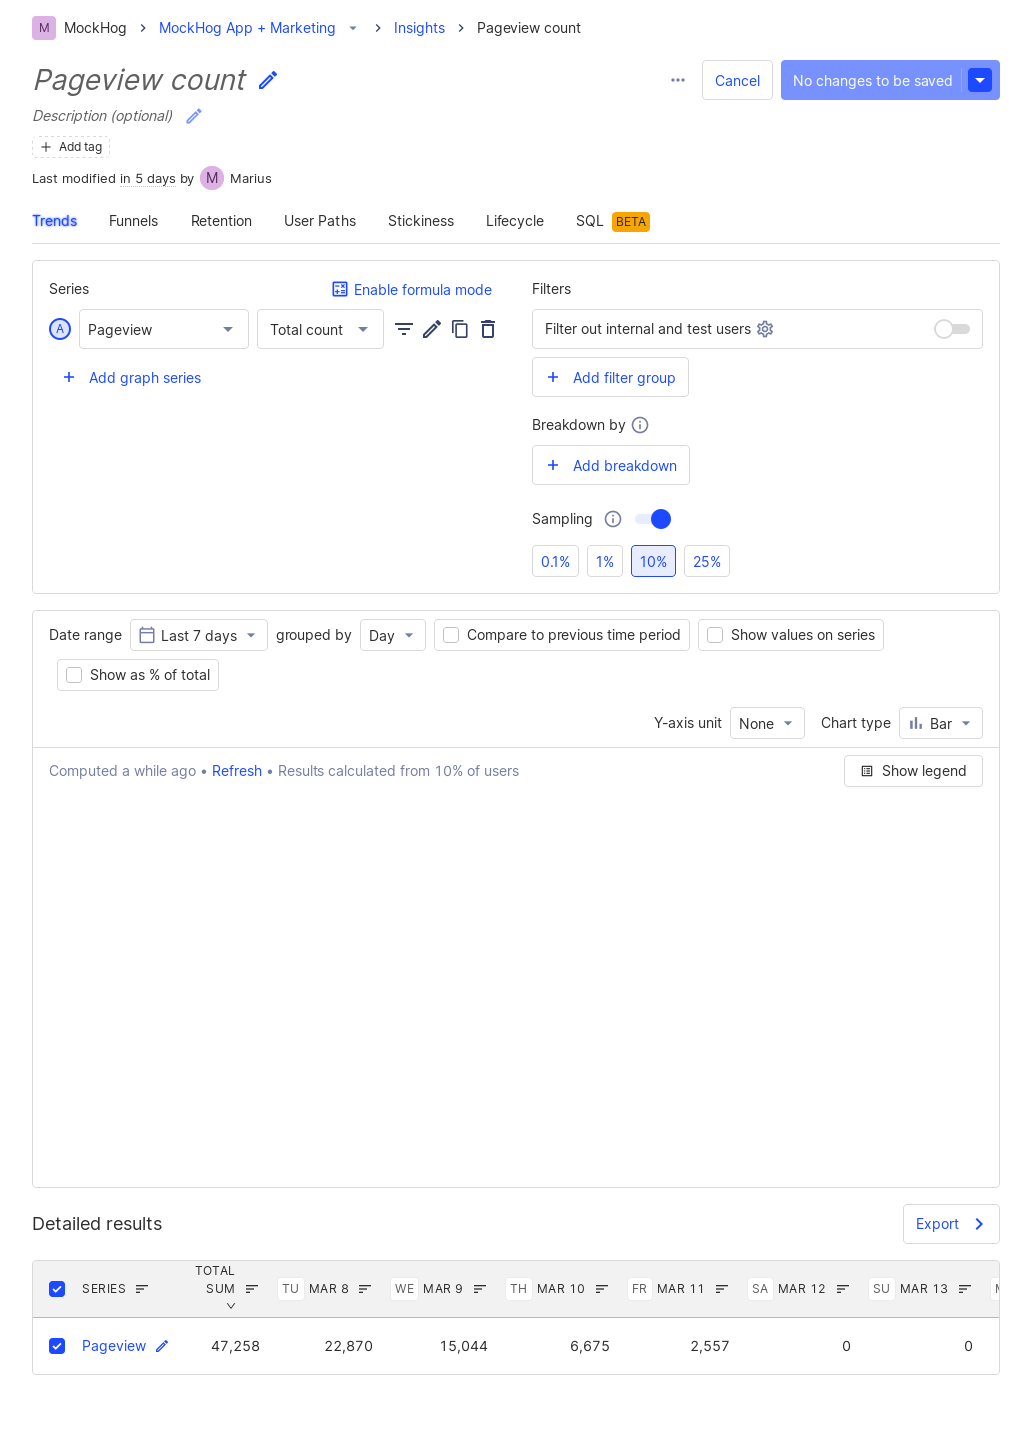 M MockHog MockHog App + Marketing Insights Pageview count
Pageview count
Cancel No changes to be saved
Description (optional)
Add tag
Last modified in 5 days by M Marius
Trends Funnels Retention User Paths Stickiness Lifecycle SQL BETA
Series Enable formula mode
A Pageview Total count
Add graph series
Filters
Filter out internal and test users
Add filter group
Breakdown by
Add breakdown
Sampling
0.1% 1% 10% 25%
Date range Last 7 days grouped by Day Compare to previous time period Show values on series
Show as % of total
Y-axis unit None Chart type Bar
Computed a while ago • Refresh • Results calculated from 10% of users Show legend
Detailed results Export
SERIES TOTAL SUM TU MAR 8 WE MAR 9 TH MAR 10 FR MAR 11 SA MAR 12 SU MAR 13
Pageview 47,258 22,870 15,044 6,675 2,557 0 0